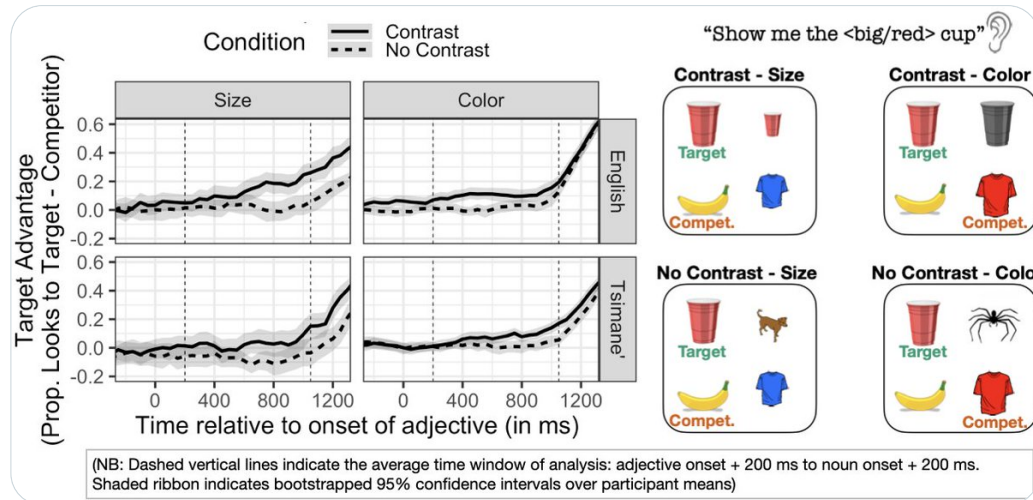 Condition
Contrast
No Contrast
Size
Color
Target Advantage
(Prop. Looks to Target - Competitor)
0.6
0.4
0.2
0.0
-0.2
English
0.6
0.4
0.2
0.0
-0.2
Tsimane'
0 400 800 1200
0 400 800 1200
Time relative to onset of adjective (in ms)
“Show me the <big/red> cup”
Contrast - Size
Target
Compet.
Contrast - Color
Target
Compet.
No Contrast - Size
Target
Compet.
No Contrast - Color
Target
Compet.
(NB: Dashed vertical lines indicate the average time window of analysis: adjective onset + 200 ms to noun onset + 200 ms.
Shaded ribbon indicates bootstrapped 95% confidence intervals over participant means)